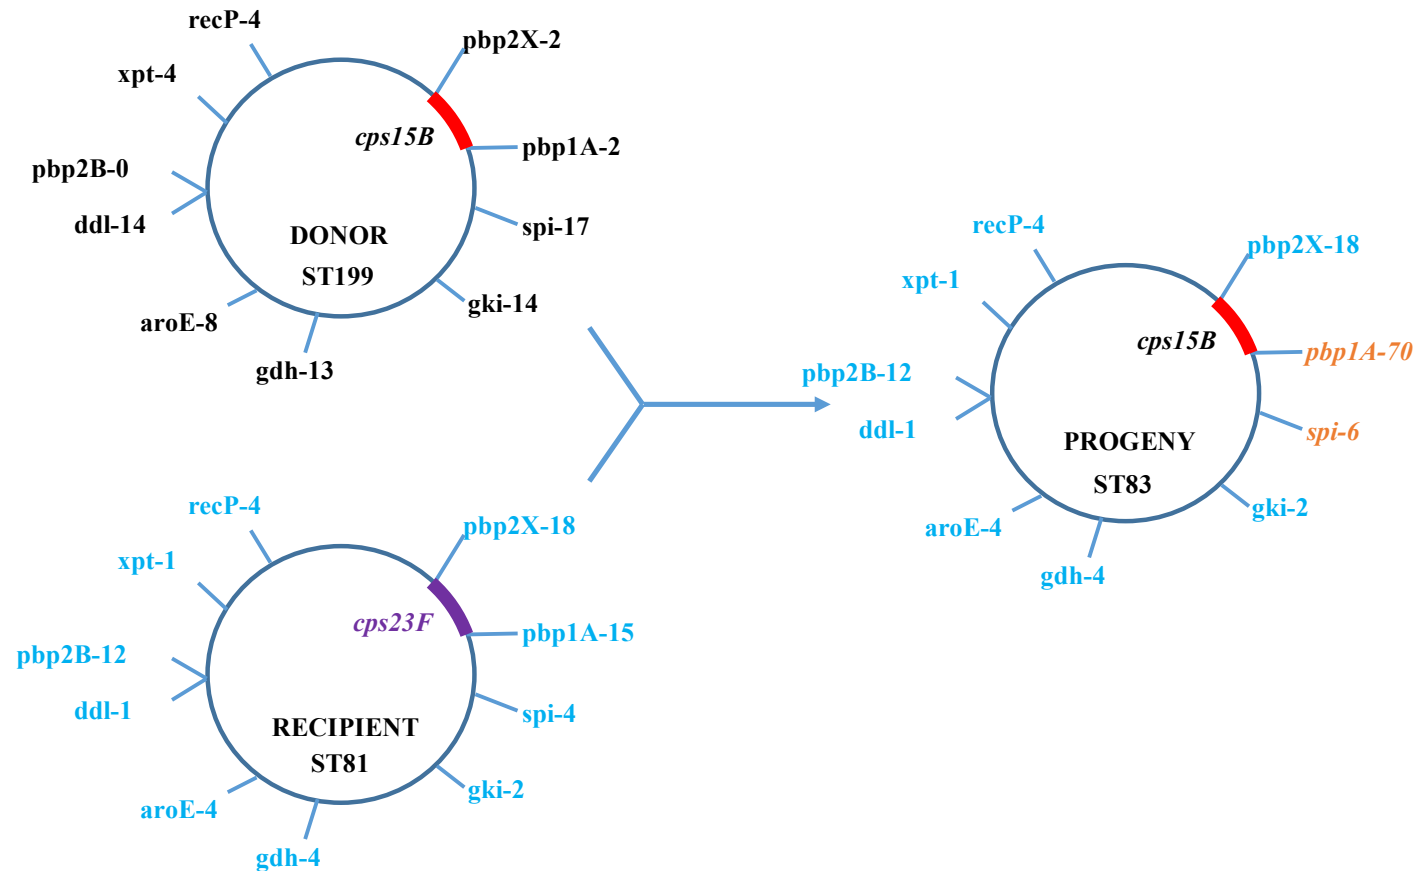 recP-4
pbp2X-2
xpt-4
cps15B
pbp1A-2
pbp2B-0
ddl-14
spi-17
DONOR
ST199
gki-14
aroE-8
gdh-13
recP-4
pbp2X-18
xpt-1
cps23F
pbp1A-15
pbp2B-12
ddl-1
spi-4
RECIPIENT
ST81
gki-2
aroE-4
gdh-4
recP-4
pbp2X-18
xpt-1
cps15B
pbp1A-70
pbp2B-12
ddl-1
spi-6
PROGENY
ST83
gki-2
aroE-4
gdh-4